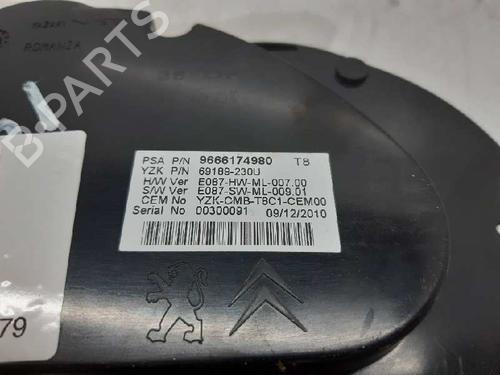 ROMANIA
PSA P/N 9666174980 T8
YZK P/N 69189-230U
H/W Ver E087-HW-ML-007.00
S/W Ver E087-SW-ML-009.01
CEM No YZK-CMB-T8C1-CEM00
Serial No 00300091 09/12/2010
79